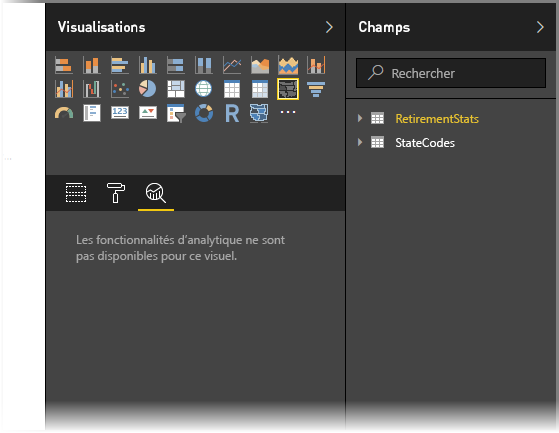 Visualisations
Champs
Rechercher
123
R
RetirementStats
StateCodes
Les fonctionnalités d'analytique ne sont
pas disponibles pour ce visuel.